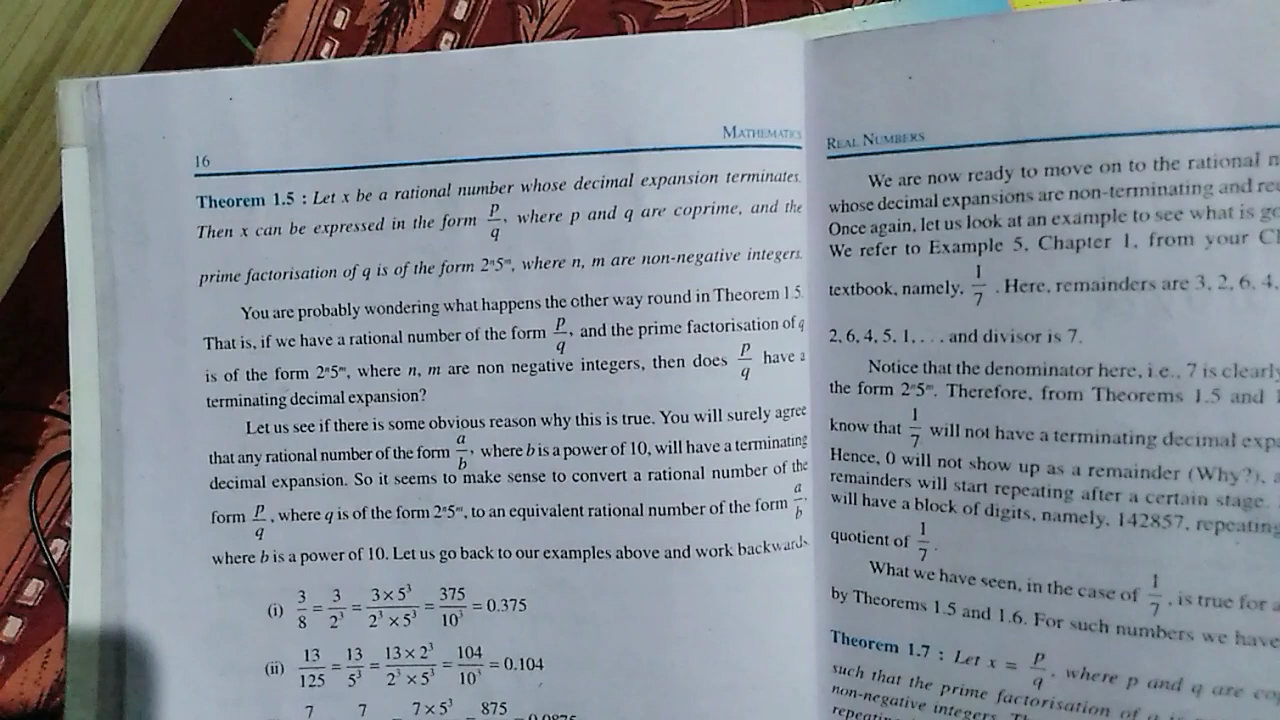 16
MATHEMATICS
Theorem 1.5 : Let x be a rational number whose decimal expansion terminates.
Then x can be expressed in the form p/q, where p and q are coprime, and the
prime factorisation of q is of the form 2ⁿ5ᵐ, where n, m are non-negative integers.
You are probably wondering what happens the other way round in Theorem 1.5.
That is, if we have a rational number of the form p/q, and the prime factorisation of q
is of the form 2ⁿ5ᵐ, where n, m are non negative integers, then does p/q have a
terminating decimal expansion?
Let us see if there is some obvious reason why this is true. You will surely agree
that any rational number of the form a/b, where b is a power of 10, will have a terminating
decimal expansion. So it seems to make sense to convert a rational number of the
form p/q, where q is of the form 2ⁿ5ᵐ, to an equivalent rational number of the form a/b,
where b is a power of 10. Let us go back to our examples above and work backwards.
(i) 3/8 = 3/2³ = 3 × 5³/2³ × 5³ = 375/10³ = 0.375
(ii) 13/125 = 13/5³ = 13 × 2³/2³ × 5³ = 104/10³ = 0.104
7 7 7 × 5³ 875
REAL NUMBERS
We are now ready to move on to the rational
whose decimal expansions are non-terminating and
Once again, let us look at an example to see what is
We refer to Example 5, Chapter 1, from your
textbook, namely, 1/7 . Here, remainders are 3, 2, 6, 4,
2, 6, 4, 5, 1, . . . and divisor is 7.
Notice that the denominator here, i.e., 7 is clearly
the form 2ⁿ5ᵐ. Therefore, from Theorems 1.5 and
know that 1/7 will not have a terminating decimal
Hence, 0 will not show up as a remainder (Why?),
remainders will start repeating after a certain stage.
will have a block of digits, namely, 142857, repeating
quotient of 1/7.
What we have seen, in the case of 1/7, is true for
by Theorems 1.5 and 1.6. For such numbers we have
Theorem 1.7 : Let x = p/q, where p and q are
such that the prime factorisation of
non-negative integers.